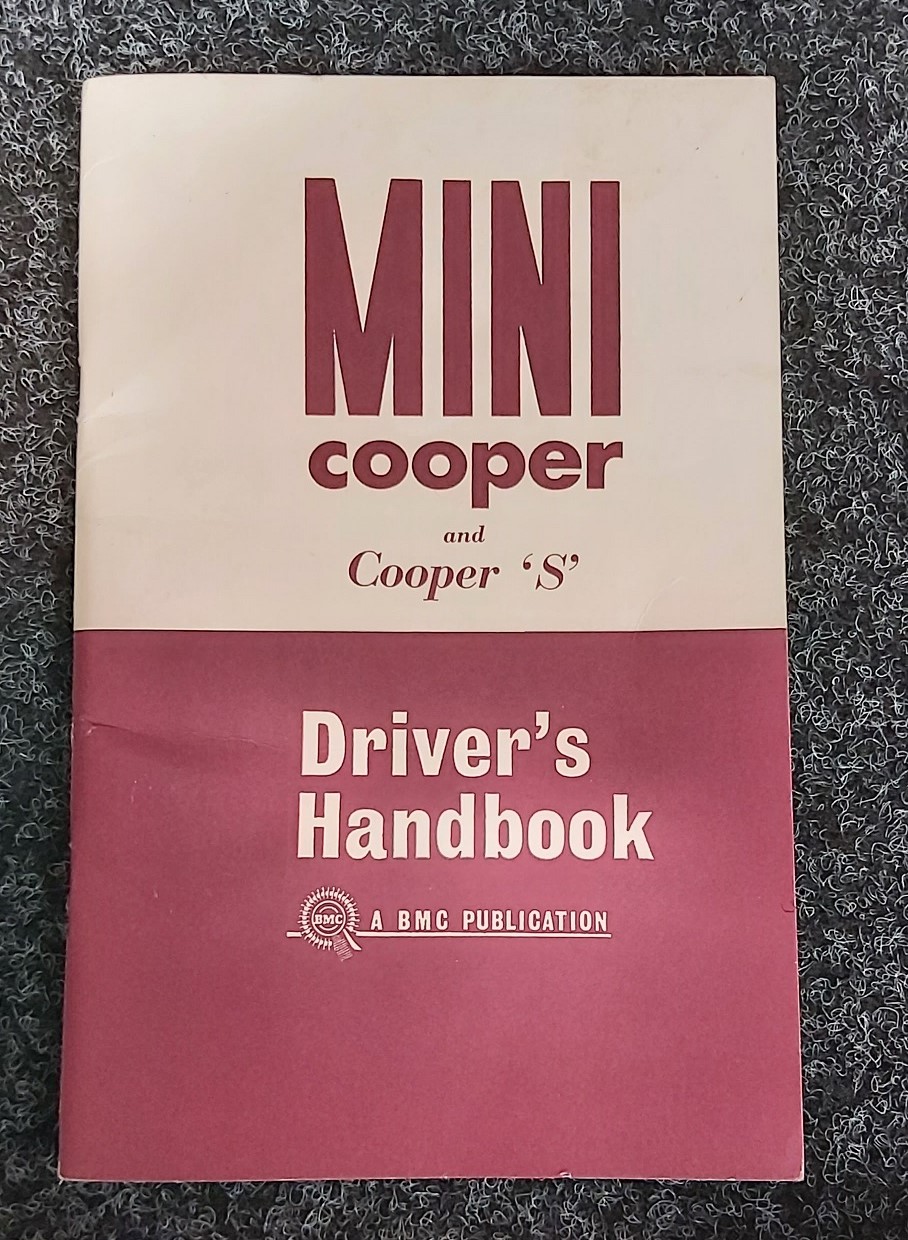 MINI
cooper
and
Cooper ‘S’
Driver’s
Handbook
BMC
A BMC PUBLICATION